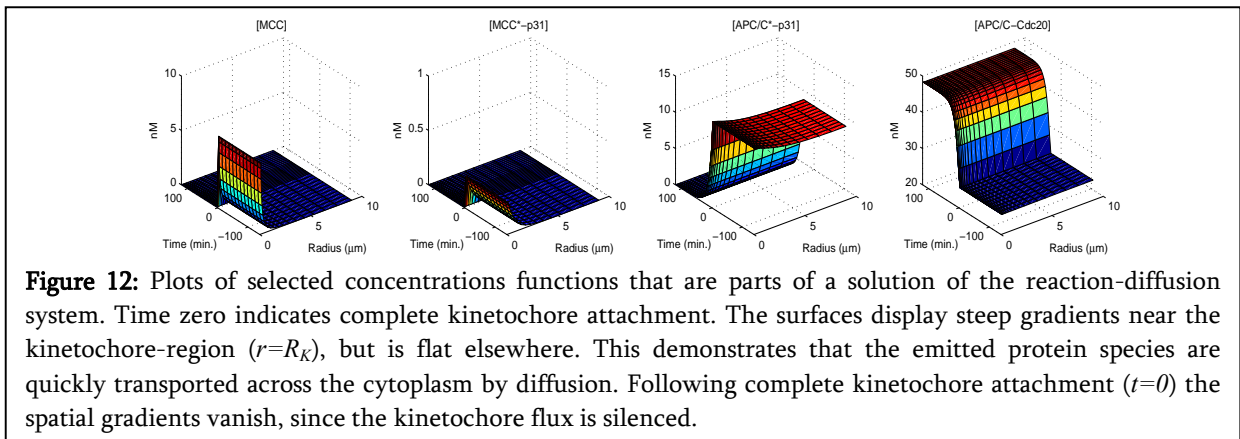 [MCC]
[MCC*−p31]
[APC/C*−p31]
[APC/C−Cdc20]
10
5
0
nM
100
0
−100
Time (min.)
0
5
10
Radius (μm)
1
0.5
0
nM
100
0
−100
Time (min.)
0
5
10
Radius (μm)
15
10
5
0
nM
100
0
−100
Time (min.)
0
5
10
Radius (μm)
50
40
30
20
nM
100
0
−100
Time (min.)
0
5
10
Radius (μm)
Figure 12: Plots of selected concentrations functions that are parts of a solution of the reaction-diffusion
system. Time zero indicates complete kinetochore attachment. The surfaces display steep gradients near the
kinetochore-region (r=R_K), but is flat elsewhere. This demonstrates that the emitted protein species are
quickly transported across the cytoplasm by diffusion. Following complete kinetochore attachment (t=0) the
spatial gradients vanish, since the kinetochore flux is silenced.